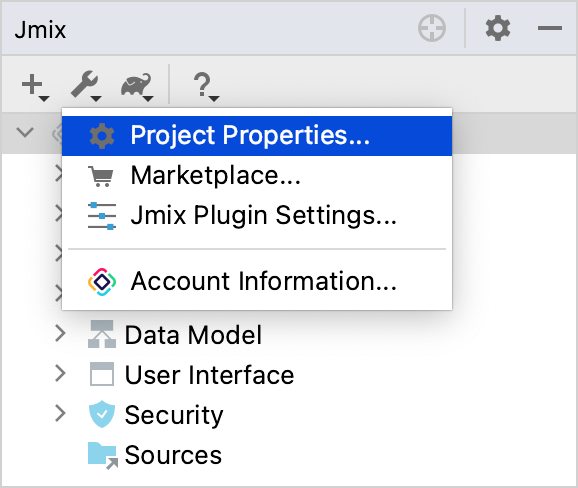 Jmix
?
Project Properties...
Marketplace...
Jmix Plugin Settings...
Account Information...
Data Model
User Interface
Security
Sources